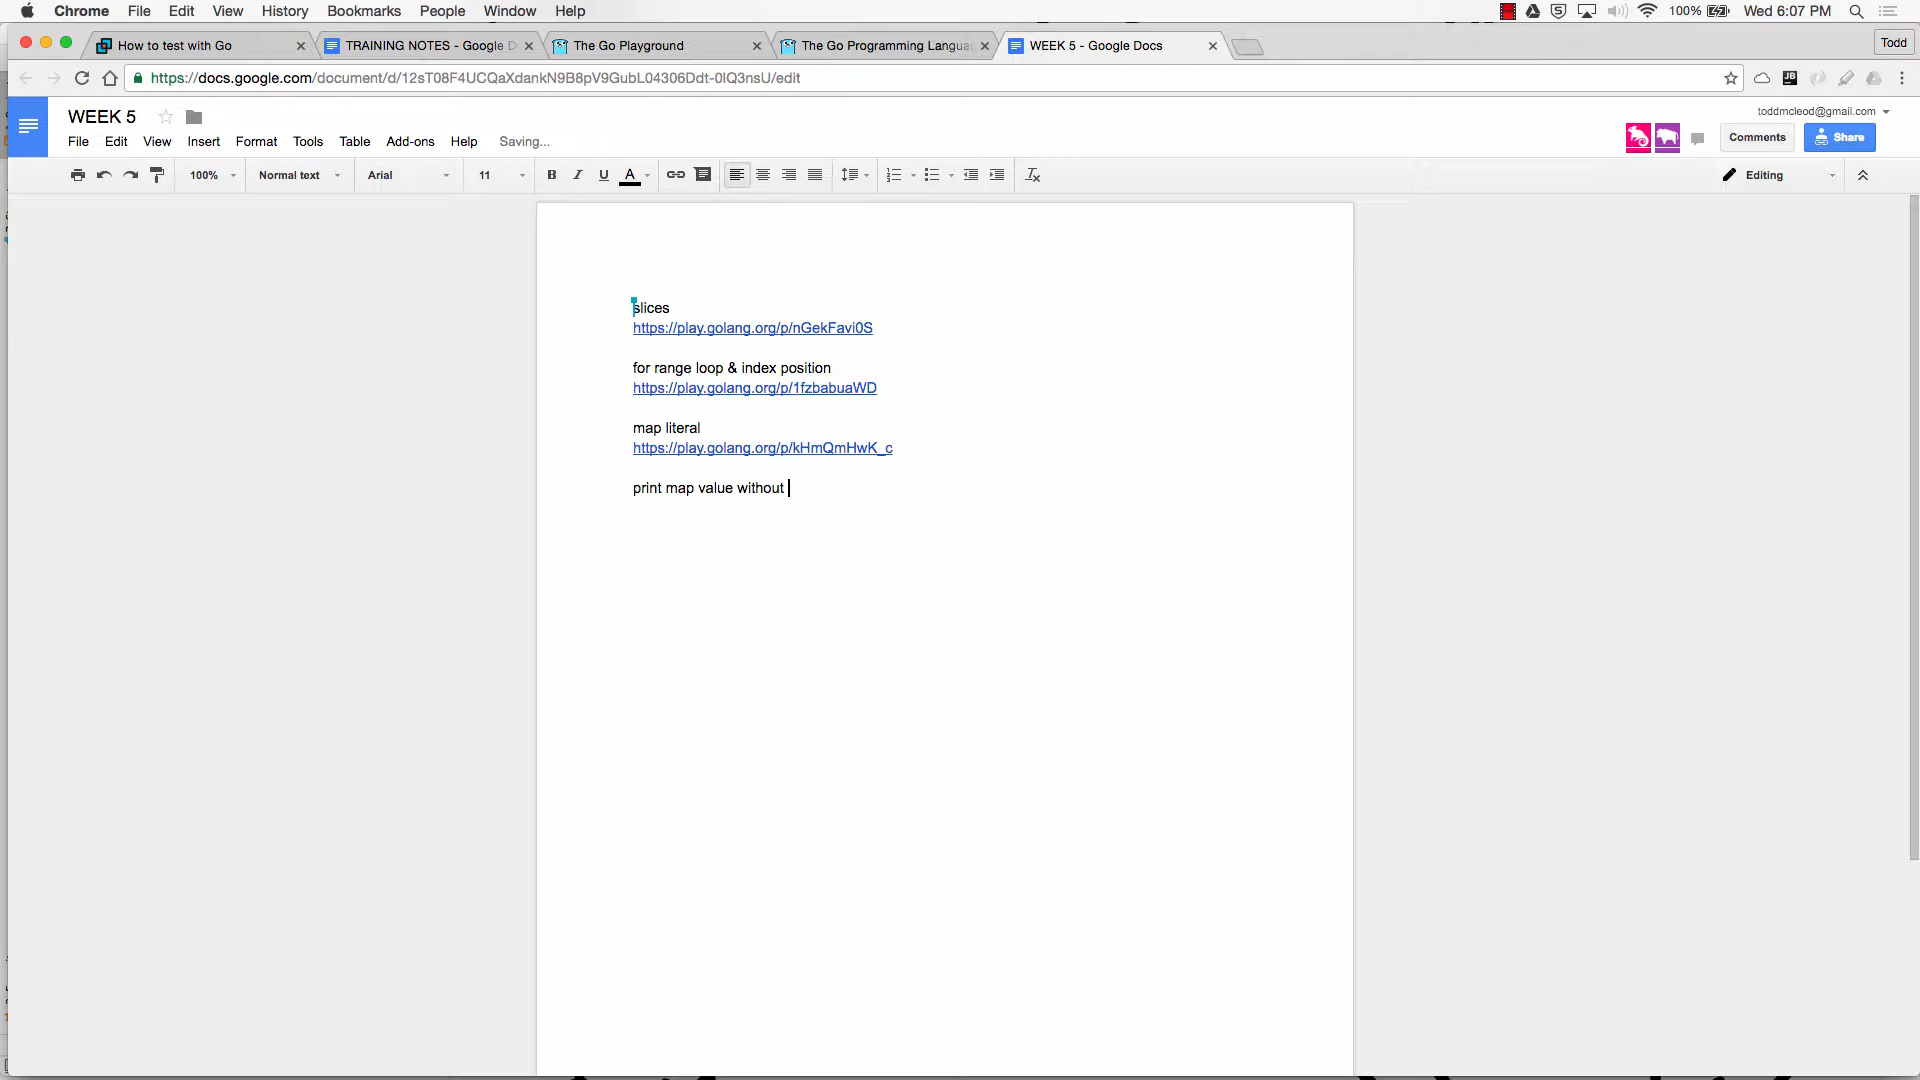 Chrome File Edit View History Bookmarks People Window Help 100% Wed 6:07 PM
How to test with Go TRAINING NOTES - Google D The Go Playground The Go Programming Langua WEEK 5 - Google Docs Todd
https://docs.google.com/document/d/12sT08F4UCQaXdankN9B8pV9GubL04306Ddt-0lQ3nsU/edit
WEEK 5 toddmcleod@gmail.com
File Edit View Insert Format Tools Table Add-ons Help Saving... Comments Share
100% Normal text Arial 11 B I U A Editing
slices
https://play.golang.org/p/nGekFavi0S
for range loop & index position
https://play.golang.org/p/1fzbabuaWD
map literal
https://play.golang.org/p/kHmQmHwK_c
print map value without